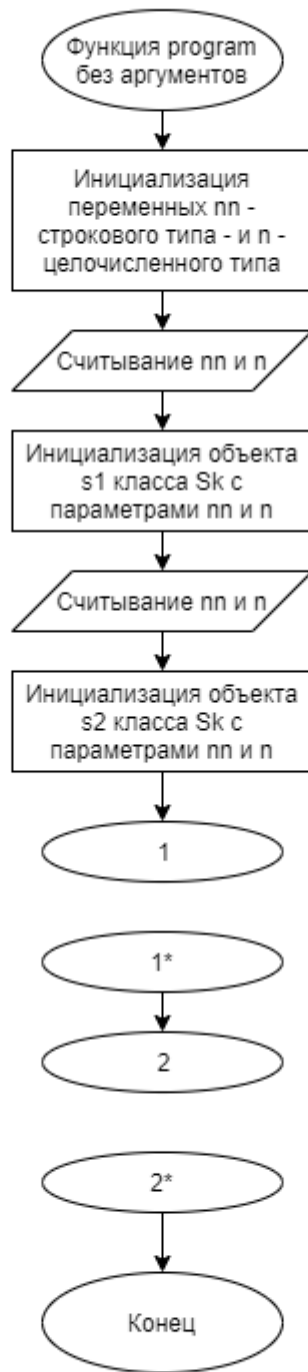 Функция program
без аргументов
Инициализация
переменных nn -
строкового типа - и n -
целочисленного типа
Считывание nn и n
Инициализация объекта
s1 класса Sk с
параметрами nn и n
Считывание nn и n
Инициализация объекта
s2 класса Sk с
параметрами nn и n
1
1*
2
2*
Конец